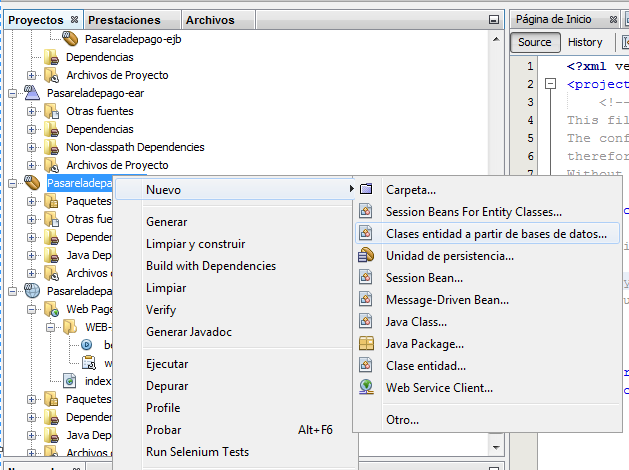 Proyectos Prestaciones Archivos
Pasareladepago-ejb
Dependencias
Archivos de Proyecto
Pasareladepago-ear
Otras fuentes
Dependencias
Non-classpath Dependencies
Archivos de Proyecto
Pasareladepa
Paquetes
Otras fue
Dependen
Java Dep
Archivos d
Pasareladepa
Web Page
WEB-
be
w
index
Paquetes
Dependen
Java Dep
Archivos d
Nuevo
Generar
Limpiar y construir
Build with Dependencies
Limpiar
Verify
Generar Javadoc
Ejecutar
Depurar
Profile
Probar Alt+F6
Run Selenium Tests
Carpeta...
Session Beans For Entity Classes...
Clases entidad a partir de bases de datos...
Unidad de persistencia...
Session Bean...
Message-Driven Bean...
Java Class...
Java Package...
Clase entidad...
Web Service Client...
Otro...
Página de Inicio
Source History
1 <?xml ve
2 <project
3 <!--
4 This fil
5 The conf
6 therefor
7 Without